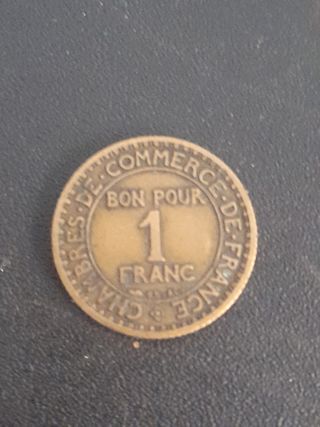 CHAMBRES·DE·COMMERCE·DE·FRANCE
BON POUR
1
FRANC